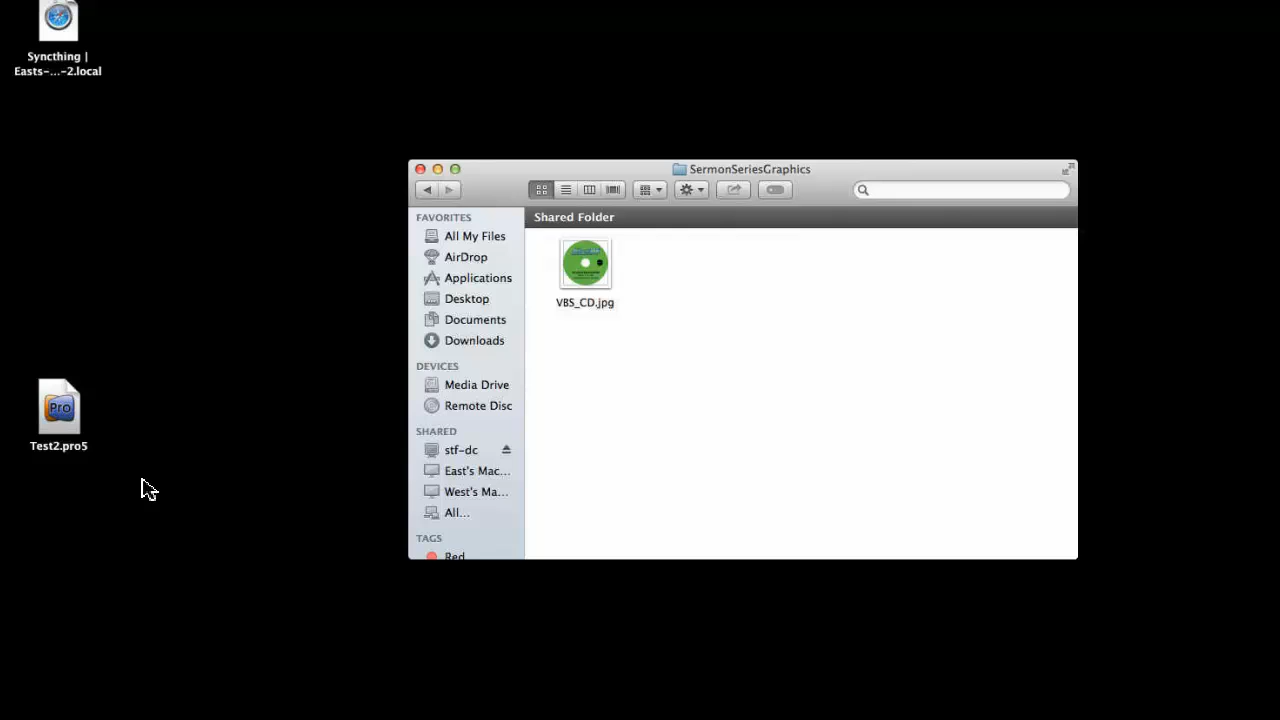 Syncthing |
Easts-...-2.local
SermonSeriesGraphics
FAVORITES
All My Files
AirDrop
Applications
Desktop
Documents
Downloads
DEVICES
Media Drive
Remote Disc
SHARED
stf-dc
East's Mac...
West's Ma...
All...
TAGS
Red
Shared Folder
VBS_CD.jpg
Pro
Test2.pro5